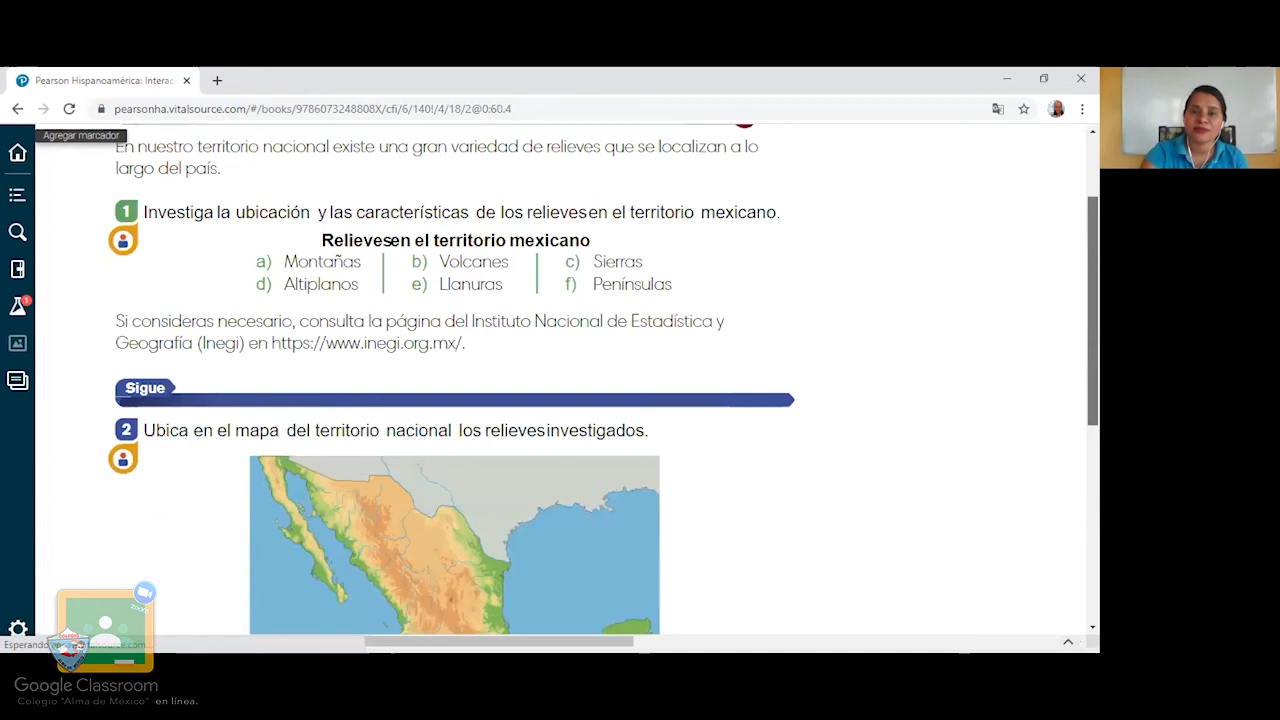 Pearson Hispanoamérica: Interac
pearsonha.vitalsource.com/#/books/9786073248808X/cfi/6/140!/4/18/2@0:60.4
Agregar marcador
En nuestro territorio nacional existe una gran variedad de relieves que se localizan a lo
largo del país.
1 Investiga la ubicación y las características de los relieves en el territorio mexicano.
Relieves en el territorio mexicano
a) Montañas b) Volcanes c) Sierras
d) Altiplanos e) Llanuras f) Penínsulas
Si consideras necesario, consulta la página del Instituto Nacional de Estadística y
Geografía (Inegi) en https://www.inegi.org.mx/.
Sigue
2 Ubica en el mapa del territorio nacional los relieves investigados.
1
zoom
Esperando
COLEGIO
Google Classroom
Colegio "Alma de México" en línea.